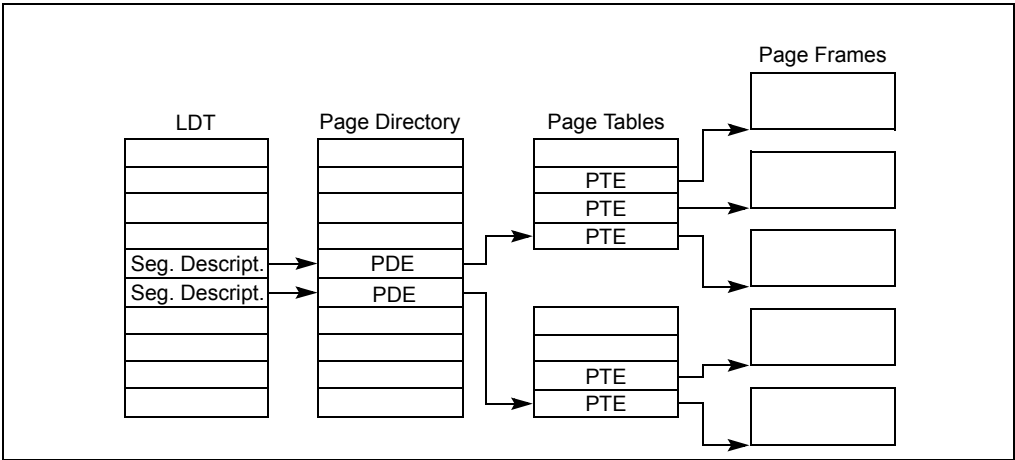 Page Frames
LDT
Page Directory
Page Tables
PTE
PTE
PTE
Seg. Descript.
PDE
Seg. Descript.
PDE
PTE
PTE